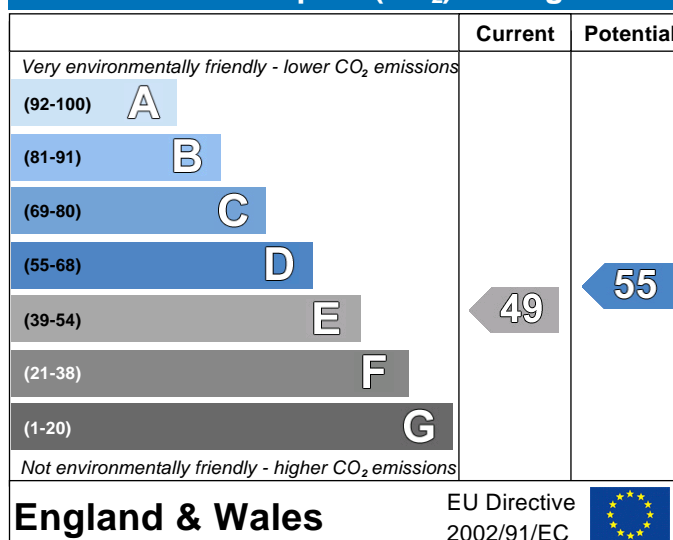 (CO₂)
Current Potential
Very environmentally friendly - lower CO₂ emissions
(92-100) A
(81-91) B
(69-80) C
(55-68) D
(39-54) E
(21-38) F
(1-20) G
49
55
Not environmentally friendly - higher CO₂ emissions
England & Wales
EU Directive
2002/91/EC